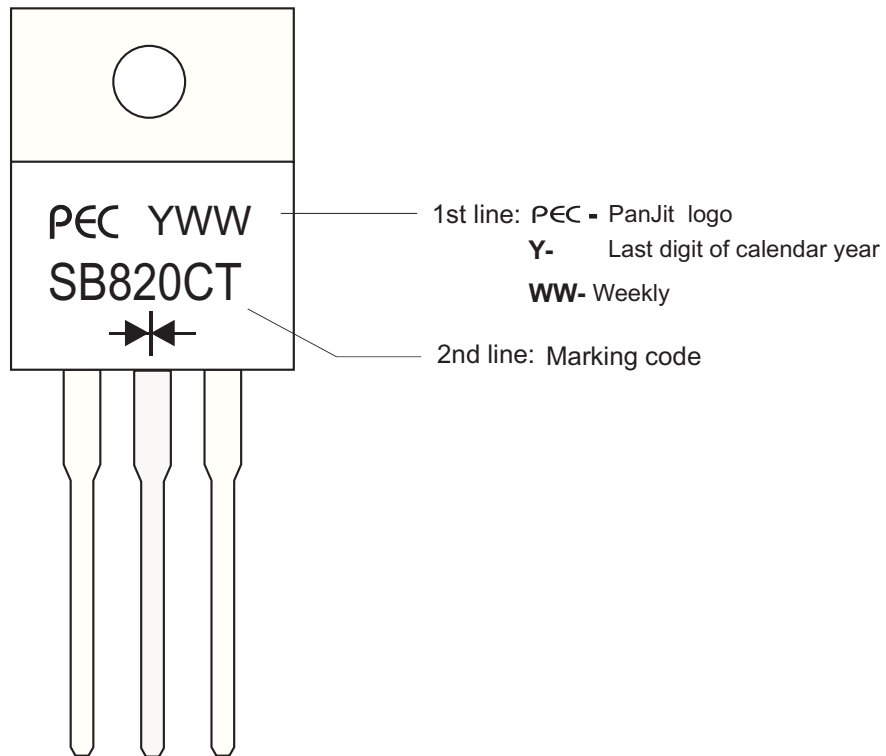 PEC YWW
SB820CT
1st line: PEC - PanJit logo
Y- Last digit of calendar year
WW- Weekly
2nd line: Marking code